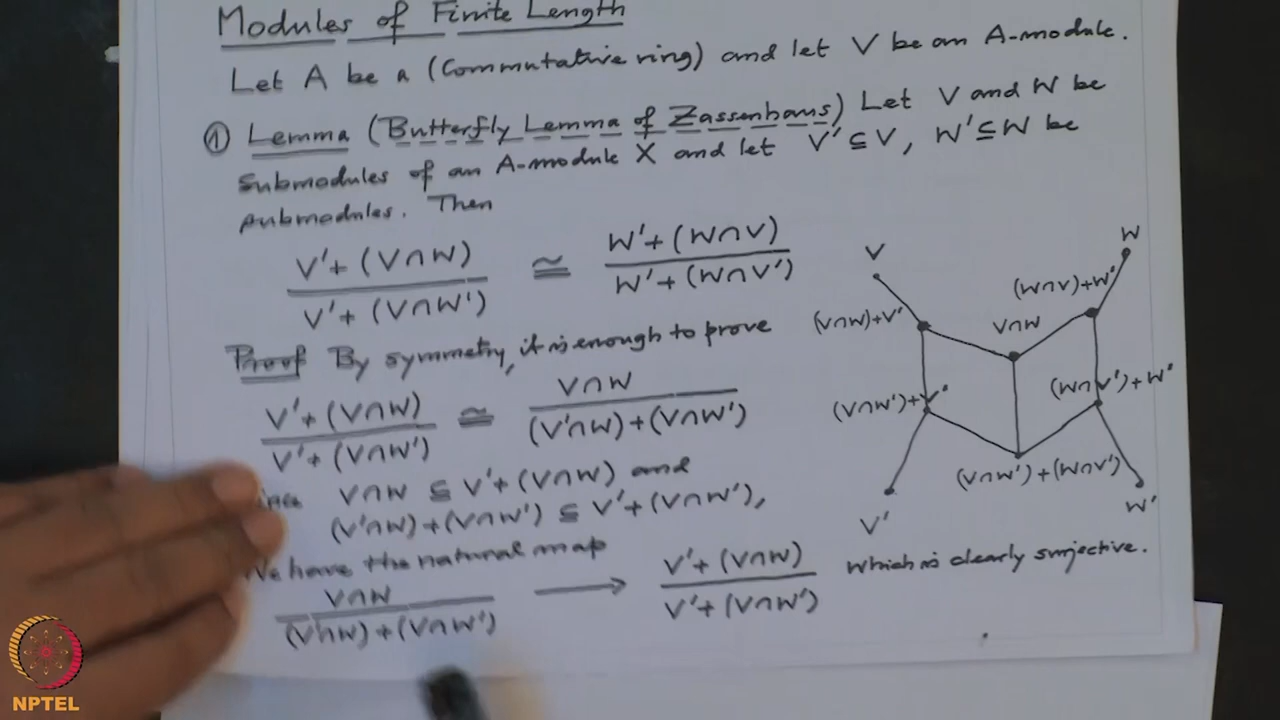 Modules of Finite Length
Let A be a (Commutative ring) and let V be an A-module.
① Lemma (Butterfly Lemma of Zassenhaus) Let V and W be
submodules of an A-module X and let V' ⊆ V, W' ⊆ W be
submodules. Then
V' + (V∩W) / V' + (V∩W') ≅ W' + (W∩V) / W' + (W∩V')
Proof By symmetry, it is enough to prove
V' + (V∩W) / V' + (V∩W') ≅ V∩W / (V'∩W) + (V∩W')
V∩W ⊆ V' + (V∩W) and
(V'∩W) + (V∩W') ⊆ V' + (V∩W'),
We have the natural map
V∩W / (V'∩W) + (V∩W') ⟶ V' + (V∩W) / V' + (V∩W') which is clearly surjective.
V
W
(W∩V)+W'
(V∩W)+V'
V∩W
(V∩W')+V'
(W∩V')+W'
(V∩W')+(W∩V')
V'
W'
NPTEL